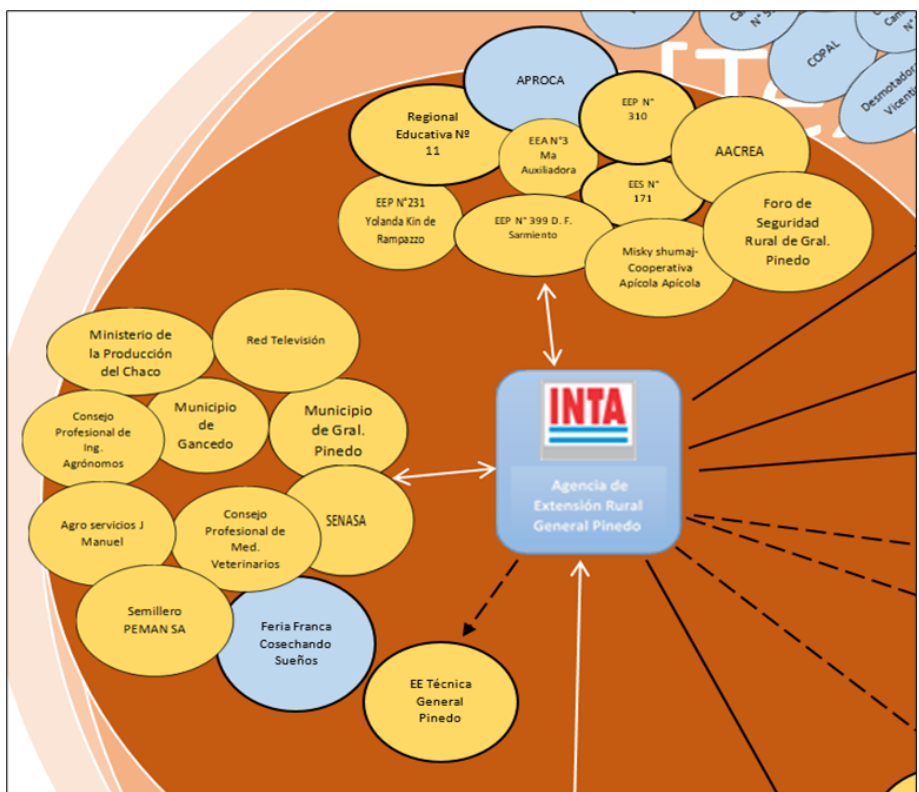 COPAL
Desmotadora
APROCA
Regional
Educativa Nº
11
EEA N°3
Ma
Auxiliadora
EEP N°
310
AACREA
EEP N°231
Yolanda Kin de
Rampazzo
EEP N° 399 D. F.
Sarmiento
EES N°
171
Misky shumaj-
Cooperativa
Apícola Apícola
Foro de
Seguridad
Rural de Gral.
Pinedo
Ministerio de
la Producción
del Chaco
Red Televisión
Consejo
Profesional de
Ing.
Agrónomos
Municipio
de
Gancedo
Municipio
de Gral.
Pinedo
INTA
Agencia de
Extensión Rural
General Pinedo
Agro servicios J
Manuel
Consejo
Profesional de
Med.
Veterinarios
SENASA
Semillero
PEMAN SA
Feria Franca
Cosechando
Sueños
EE Técnica
General
Pinedo